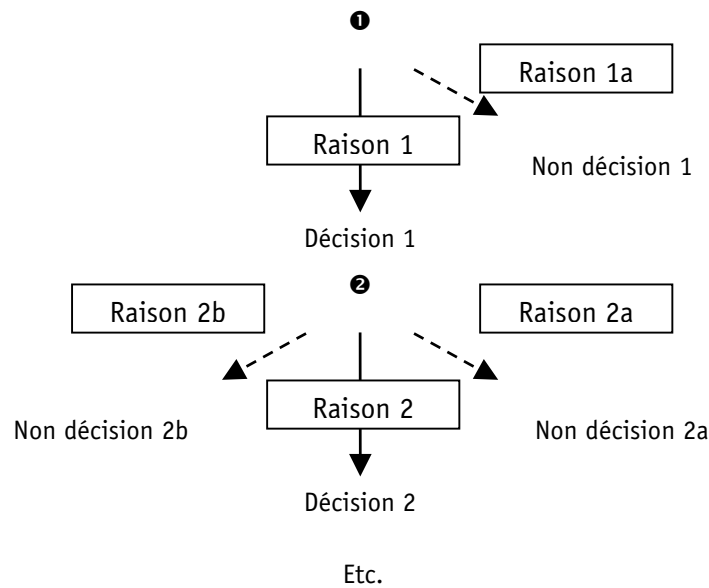 ❶
Raison 1a
Raison 1
Non décision 1
Décision 1
❷
Raison 2b
Raison 2a
Raison 2
Non décision 2b
Non décision 2a
Décision 2
Etc.